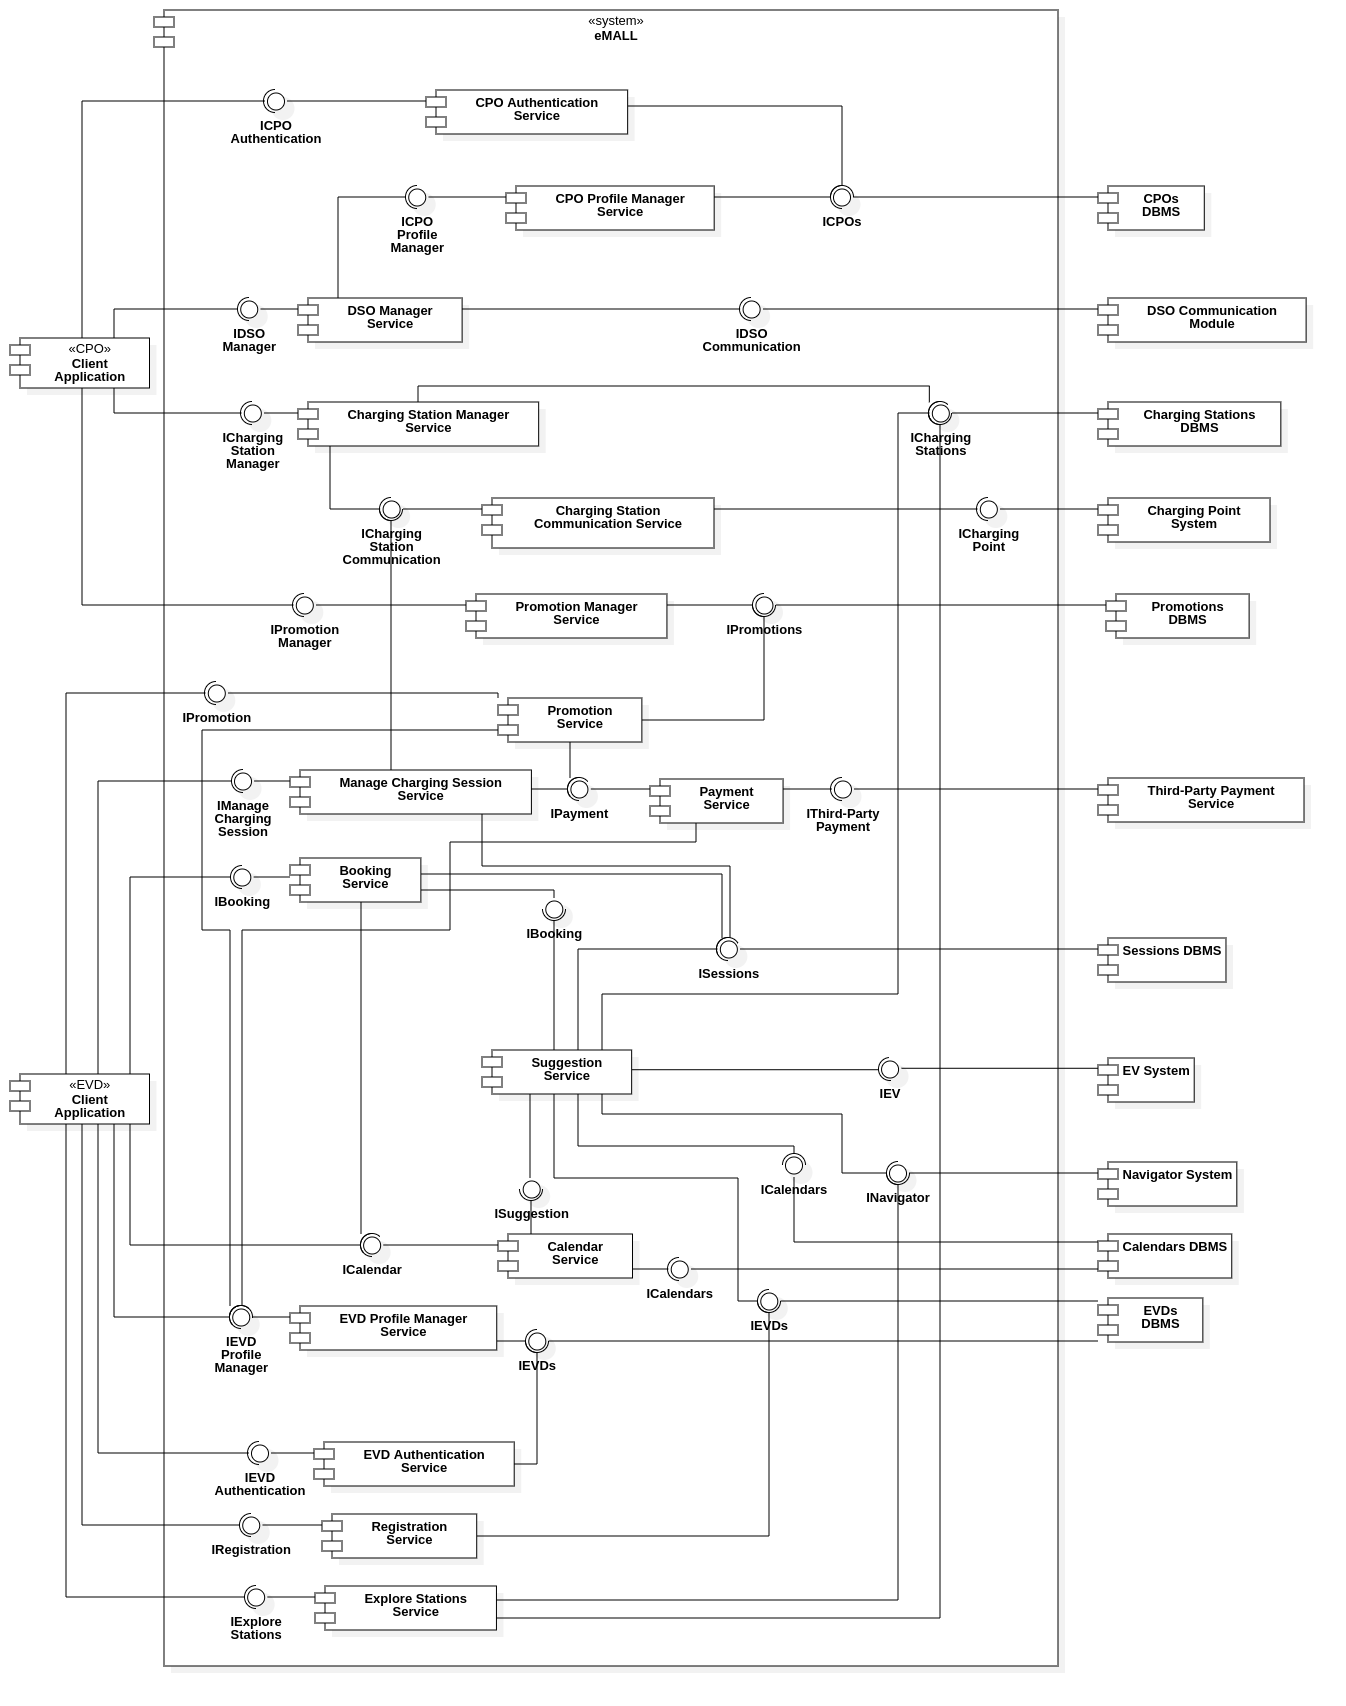 «system»
eMALL
CPO Authentication
Service
ICPO
Authentication
CPO Profile Manager
Service
ICPO
Profile
Manager
ICPOs
CPOs
DBMS
DSO Manager
Service
IDSO
Manager
IDSO
Communication
DSO Communication
Module
«CPO»
Client
Application
Charging Station Manager
Service
ICharging
Station
Manager
ICharging
Stations
Charging Stations
DBMS
Charging Station
Communication Service
ICharging
Station
Communication
ICharging
Point
Charging Point
System
Promotion Manager
Service
IPromotion
Manager
IPromotions
Promotions
DBMS
IPromotion
Promotion
Service
Manage Charging Session
Service
IManage
Charging
Session
IPayment
Payment
Service
IThird-Party
Payment
Third-Party Payment
Service
Booking
Service
IBooking
IBooking
ISessions
Sessions DBMS
Suggestion
Service
IEV
EV System
«EVD»
Client
Application
ICalendars
INavigator
Navigator System
ISuggestion
Calendar
Service
ICalendar
ICalendars
Calendars DBMS
EVD Profile Manager
Service
IEVD
Profile
Manager
IEVDs
IEVDs
EVDs
DBMS
EVD Authentication
Service
IEVD
Authentication
Registration
Service
IRegistration
Explore Stations
Service
IExplore
Stations